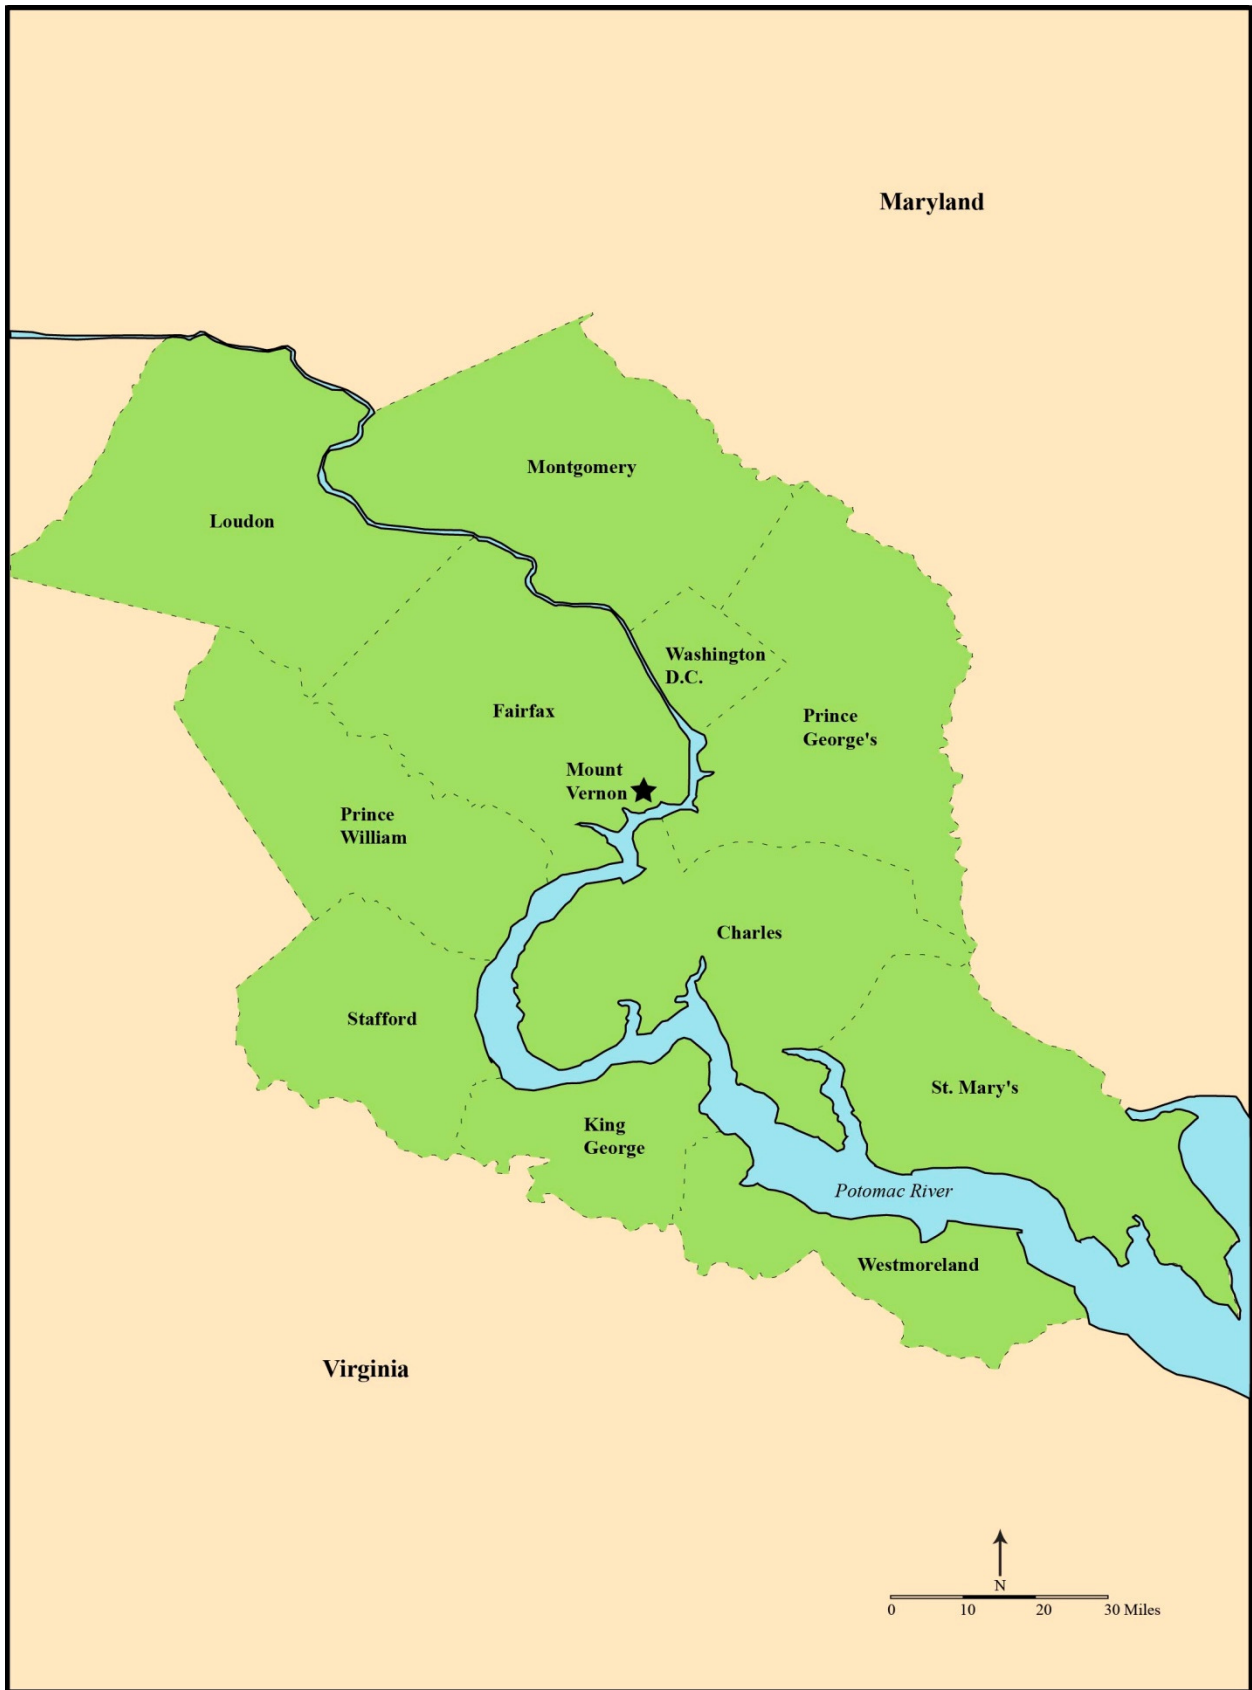 Maryland
Montgomery
Loudon
Washington
D.C.
Fairfax
Prince
George's
Mount
Vernon
Prince
William
Charles
Stafford
St. Mary's
King
George
Potomac River
Westmoreland
Virginia
N
0 10 20 30 Miles